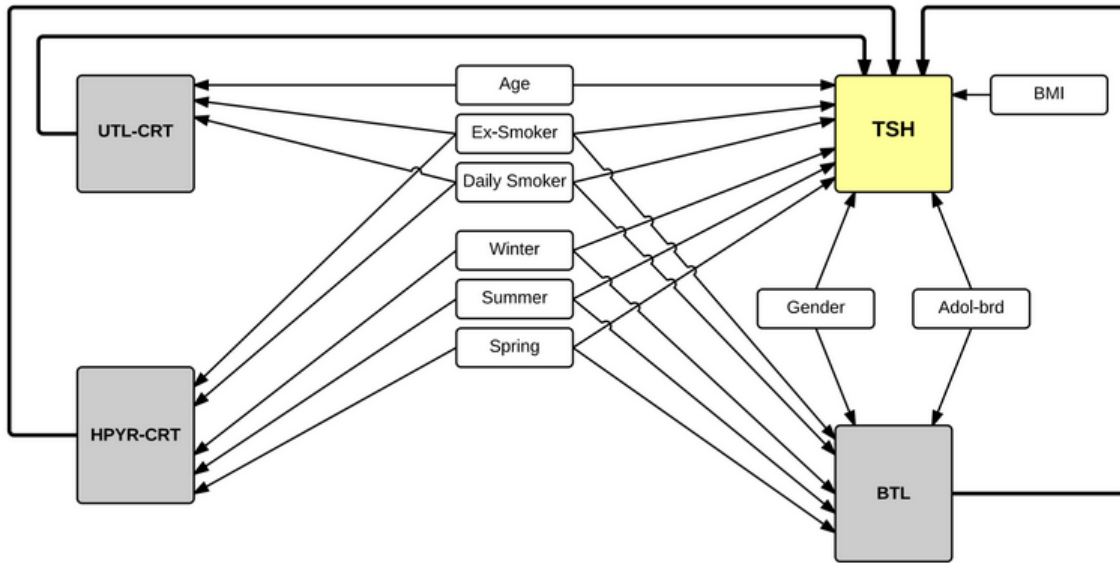 Age
BMI
UTL-CRT
Ex-Smoker
TSH
Daily Smoker
Winter
Summer
Gender
Adol-brd
Spring
HPYR-CRT
BTL